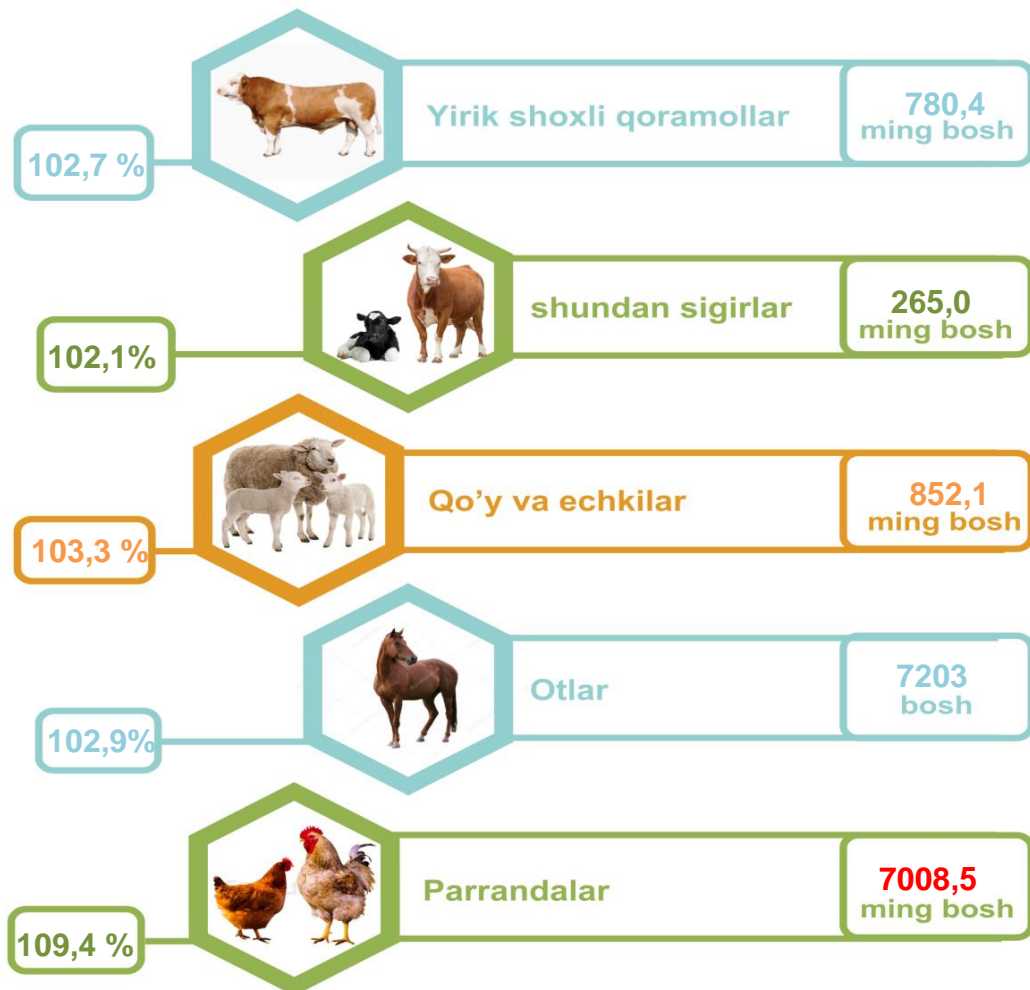 Yirik shoxli qoramollar
780,4
ming bosh
102,7 %
shundan sigirlar
265,0
ming bosh
102,1%
Qo’y va echkilar
852,1
ming bosh
103,3 %
Otlar
7203
bosh
102,9%
Parrandalar
7008,5
ming bosh
109,4 %